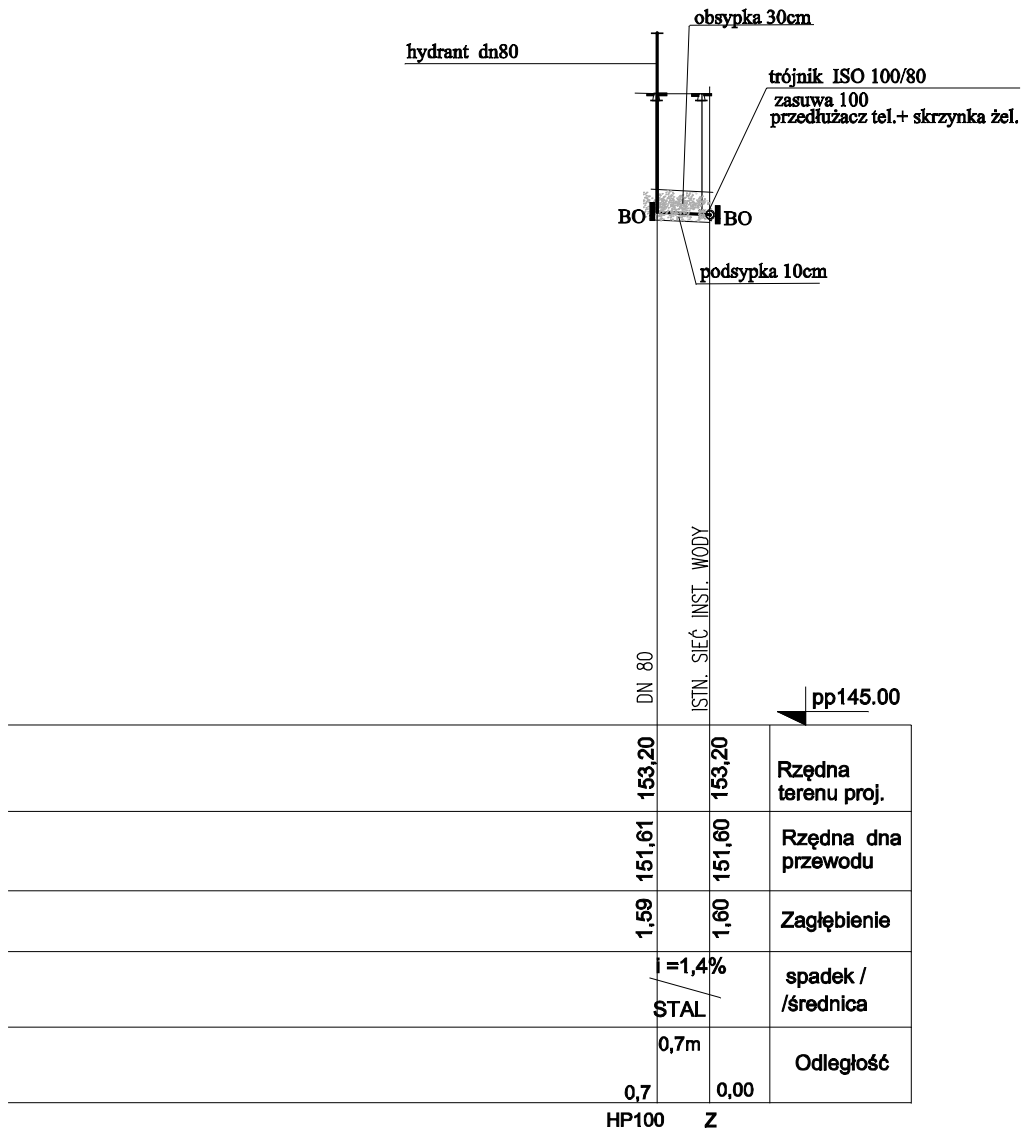 obsypka 30cm
hydrant dn80
trójnik ISO 100/80
zasuwa 100
przedłużacz tel.+ skrzynka żel.
BO
BO
podsypka 10cm
DN 80
ISTN. SIEĆ INST. WODY
pp145.00
153,20
153,20
Rzędna
terenu proj.
151,61
151,60
Rzędna dna
przewodu
1,59
1,60
Zagłębienie
i =1,4%
STAL
spadek /
/średnica
0,7m
Odległość
0,7
0,00
HP100
Z